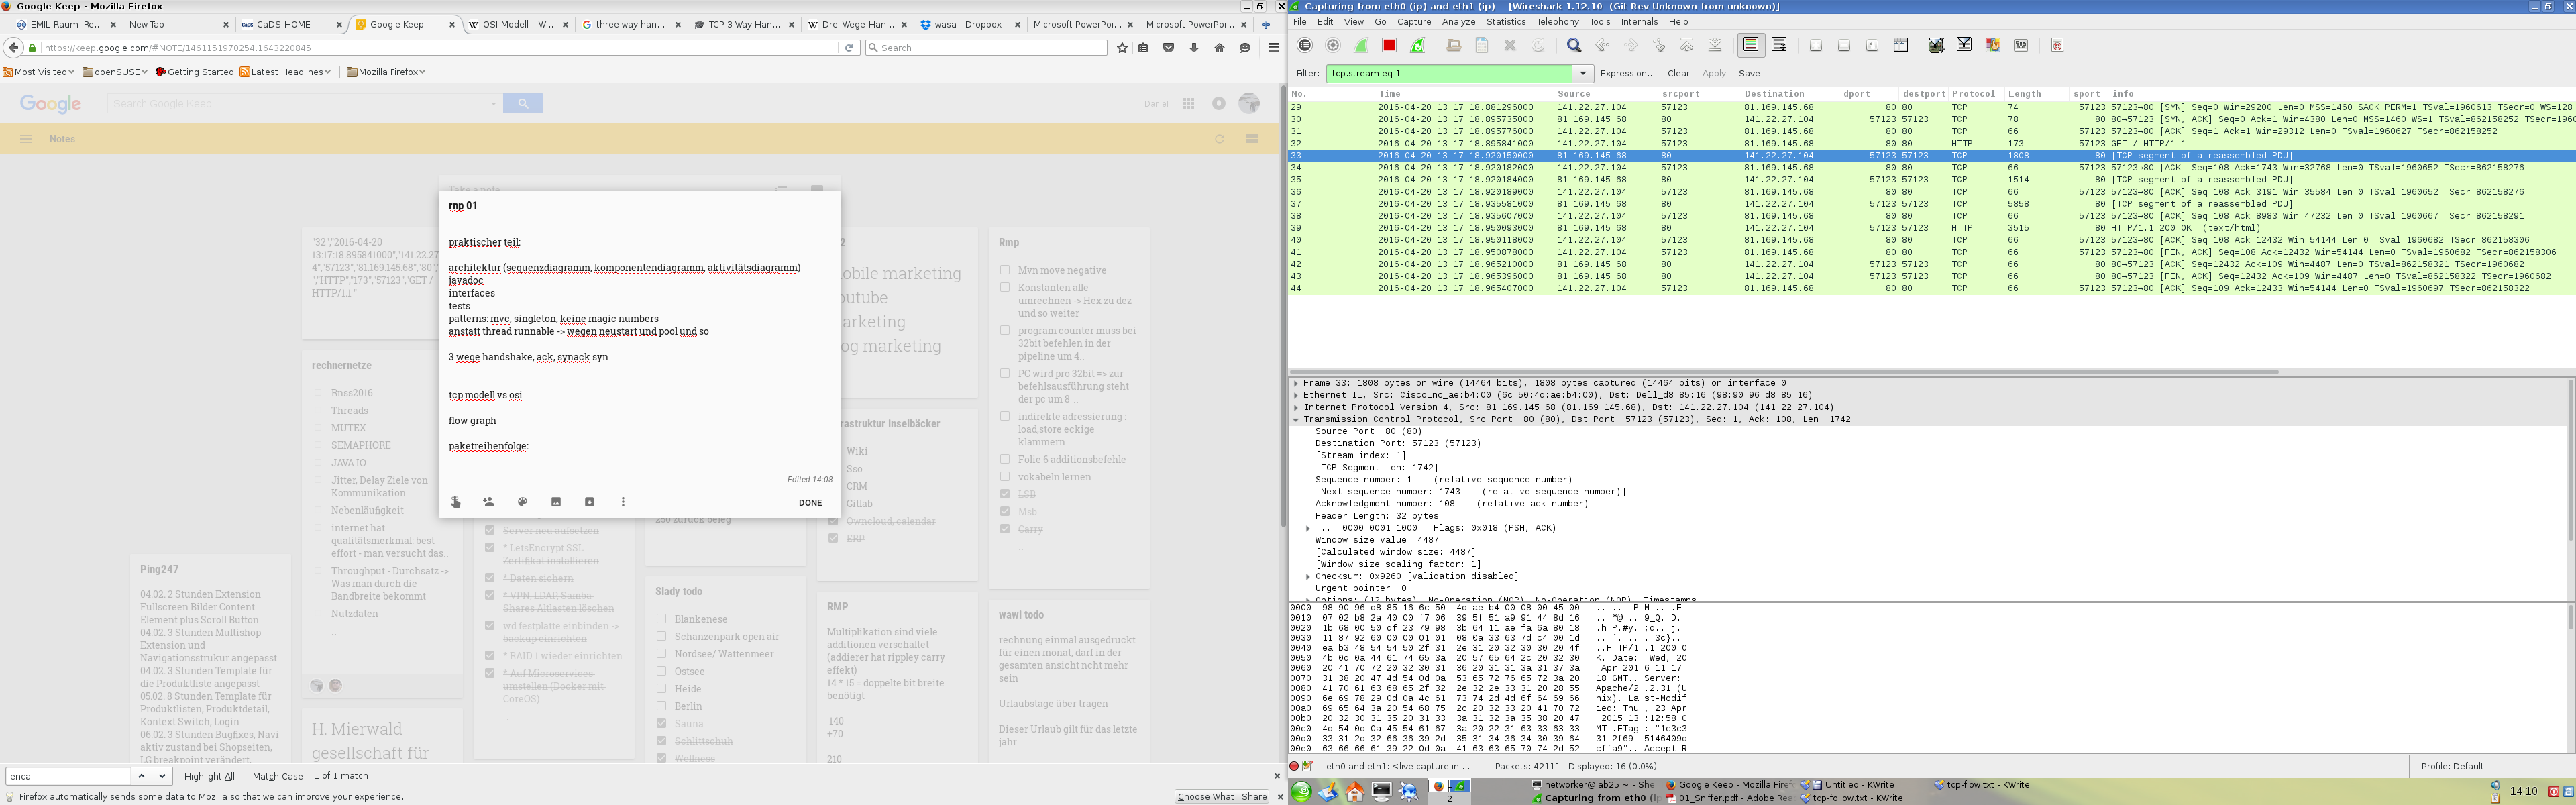 Google Keep - Mozilla Firefox
EMIL-Raum: Re...
New Tab
CaDS-HOME
Google Keep
OSI-Modell – Wi...
three way han...
TCP 3-Way Han...
Drei-Wege-Han...
wasa - Dropbox
Microsoft PowerPoi...
Microsoft PowerPoi...
https://keep.google.com/#NOTE/1461151970254.1643220845
Search
Most Visited
openSUSE
Getting Started
Latest Headlines
Mozilla Firefox
Google
Search Google Keep
Daniel
Notes
Take a note
rnp 01
praktischer teil:
architektur (sequenzdiagramm, komponentendiagramm, aktivitätsdiagramm)
javadoc
interfaces
tests
patterns: mvc, singleton, keine magic numbers
anstatt thread runnable -> wegen neustart und pool und so
3 wege handshake, ack, synack syn
tcp modell vs osi
flow graph
paketreihenfolge:
Edited 14:08
DONE
"32","2016-04-20
13:17:18.895841000","141.22.27
4","57123","81.169.145.68","80",
","HTTP","173","57123","GET /
HTTP/1.1 "
rechnernetze
Rnss2016
Threads
MUTEX
SEMAPHORE
JAVA IO
Jitter, Delay Ziele von
Kommunikation
Nebenläufigkeit
internet hat
qualitätsmerkmal: best
effort - man versucht das...
Throughput - Durchsatz ->
Was man durch die
Bandbreite bekommt
Nutzdaten
Ping247
04.02. 2 Stunden Extension
Fullscreen Bilder Content
Element plus Scroll Button
04.02. 3 Stunden Multishop
Extension und
Navigationsstrukur angepasst
04.02. 3 Stunden Template für
die Produktliste angepasst
05.02. 8 Stunden Template für
Produktlisten, Produktdetail,
Kontext Switch, Login
06.02. 3 Stunden Bugfixes, Navi
aktiv zustand bei Shopseiten,
LG breakpoint verändert,
H. Mierwald
gesellschaft für
Server neu aufsetzen
* LetsEncrypt SSL
Zertifikat installieren
* Daten sichern
* VPN, LDAP, Samba
Shares Altlasten löschen
wd festplatte einbinden ->
backup einrichten
* RAID 1 wieder einrichten
* Auf Microservices
umstellen (Docker mit
CoreOS)
250 zurück beleg
Slady todo
Blankenese
Schanzenpark open air
Nordsee/ Wattenmeer
Ostsee
Heide
Berlin
Sauna
Schlittschuh
Wellness
2
obile marketing
outube
arketing
og marketing
rastruktur inselbäcker
Wiki
Sso
CRM
Gitlab
Owncloud, calendar
ERP
RMP
Multiplikation sind viele
additionen verschaltet
(addierer hat rippley carry
effekt)
14 * 15 = doppelte bit breite
benötigt
140
+70
210
Rmp
Mvn move negative
Konstanten alle
umrechnen -> Hex zu dez
und so weiter
program counter muss bei
32bit befehlen in der
pipeline um 4...
PC wird pro 32bit => zur
befehlsausführung steht
der pc um 8...
indirekte adressierung :
load,store eckige
klammern
Folie 6 additionsbefehle
vokabeln lernen
LSB
Msb
Carry
wawi todo
rechnung einmal ausgedruckt
für einen monat, darf in der
gesamten ansicht ncht mehr
sein
Urlaubstage über tragen
Dieser Urlaub gilt für das letzte
jahr
enca
Highlight All
Match Case
1 of 1 match
Firefox automatically sends some data to Mozilla so that we can improve your experience.
Choose What I Share
Capturing from eth0 (ip) and eth1 (ip) [Wireshark 1.12.10 (Git Rev Unknown from unknown)]
File Edit View Go Capture Analyze Statistics Telephony Tools Internals Help
Filter: tcp.stream eq 1 Expression... Clear Apply Save
No. Time Source srcport Destination dport destport Protocol Length sport info
29 2016-04-20 13:17:18.881296000 141.22.27.104 57123 81.169.145.68 80 80 TCP 74 57123 57123→80 [SYN] Seq=0 Win=29200 Len=0 MSS=1460 SACK_PERM=1 TSval=1960613 TSecr=0 WS=128
30 2016-04-20 13:17:18.895735000 81.169.145.68 80 141.22.27.104 57123 57123 TCP 78 80 80→57123 [SYN, ACK] Seq=0 Ack=1 Win=4380 Len=0 MSS=1460 WS=1 TSval=862158252 TSecr=1960
31 2016-04-20 13:17:18.895776000 141.22.27.104 57123 81.169.145.68 80 80 TCP 66 57123 57123→80 [ACK] Seq=1 Ack=1 Win=29312 Len=0 TSval=1960627 TSecr=862158252
32 2016-04-20 13:17:18.895841000 141.22.27.104 57123 81.169.145.68 80 80 HTTP 173 57123 GET / HTTP/1.1
33 2016-04-20 13:17:18.920150000 81.169.145.68 80 141.22.27.104 57123 57123 TCP 1808 80 [TCP segment of a reassembled PDU]
34 2016-04-20 13:17:18.920182000 141.22.27.104 57123 81.169.145.68 80 80 TCP 66 57123 57123→80 [ACK] Seq=108 Ack=1743 Win=32768 Len=0 TSval=1960652 TSecr=862158276
35 2016-04-20 13:17:18.920184000 81.169.145.68 80 141.22.27.104 57123 57123 TCP 1514 80 [TCP segment of a reassembled PDU]
36 2016-04-20 13:17:18.920189000 141.22.27.104 57123 81.169.145.68 80 80 TCP 66 57123 57123→80 [ACK] Seq=108 Ack=3191 Win=35584 Len=0 TSval=1960652 TSecr=862158276
37 2016-04-20 13:17:18.935581000 81.169.145.68 80 141.22.27.104 57123 57123 TCP 5858 80 [TCP segment of a reassembled PDU]
38 2016-04-20 13:17:18.935607000 141.22.27.104 57123 81.169.145.68 80 80 TCP 66 57123 57123→80 [ACK] Seq=108 Ack=8983 Win=47232 Len=0 TSval=1960667 TSecr=862158291
39 2016-04-20 13:17:18.950093000 81.169.145.68 80 141.22.27.104 57123 57123 HTTP 3515 80 HTTP/1.1 200 OK (text/html)
40 2016-04-20 13:17:18.950118000 141.22.27.104 57123 81.169.145.68 80 80 TCP 66 57123 57123→80 [ACK] Seq=108 Ack=12432 Win=54144 Len=0 TSval=1960682 TSecr=862158306
41 2016-04-20 13:17:18.950878000 141.22.27.104 57123 81.169.145.68 80 80 TCP 66 57123 57123→80 [FIN, ACK] Seq=108 Ack=12432 Win=54144 Len=0 TSval=1960682 TSecr=862158306
42 2016-04-20 13:17:18.965210000 81.169.145.68 80 141.22.27.104 57123 57123 TCP 66 80 80→57123 [ACK] Seq=12432 Ack=109 Win=4487 Len=0 TSval=862158321 TSecr=1960682
43 2016-04-20 13:17:18.965396000 81.169.145.68 80 141.22.27.104 57123 57123 TCP 66 80 80→57123 [FIN, ACK] Seq=12432 Ack=109 Win=4487 Len=0 TSval=862158322 TSecr=1960682
44 2016-04-20 13:17:18.965407000 141.22.27.104 57123 81.169.145.68 80 80 TCP 66 57123 57123→80 [ACK] Seq=109 Ack=12433 Win=54144 Len=0 TSval=1960697 TSecr=862158322
Frame 33: 1808 bytes on wire (14464 bits), 1808 bytes captured (14464 bits) on interface 0
Ethernet II, Src: CiscoInc_ae:b4:00 (6c:50:4d:ae:b4:00), Dst: Dell_d8:85:16 (98:90:96:d8:85:16)
Internet Protocol Version 4, Src: 81.169.145.68 (81.169.145.68), Dst: 141.22.27.104 (141.22.27.104)
Transmission Control Protocol, Src Port: 80 (80), Dst Port: 57123 (57123), Seq: 1, Ack: 108, Len: 1742
Source Port: 80 (80)
Destination Port: 57123 (57123)
[Stream index: 1]
[TCP Segment Len: 1742]
Sequence number: 1 (relative sequence number)
[Next sequence number: 1743 (relative sequence number)]
Acknowledgment number: 108 (relative ack number)
Header Length: 32 bytes
.... 0000 0001 1000 = Flags: 0x018 (PSH, ACK)
Window size value: 4487
[Calculated window size: 4487]
[Window size scaling factor: 1]
Checksum: 0x9260 [validation disabled]
Urgent pointer: 0
Options: (12 bytes), No-Operation (NOP), No-Operation (NOP), Timestamps
0000 98 90 96 d8 85 16 6c 50 4d ae b4 00 08 00 45 00 ......lP M.....E.
0010 07 02 b8 2a 40 00 f7 06 39 5f 51 a9 91 44 8d 16 ...*@... 9_Q..D..
0020 1b 68 00 50 df 23 79 98 3b 64 11 ae fa 6a 80 18 .h.P.#y. ;d...j..
0030 11 87 92 60 00 00 01 01 08 0a 33 63 7d c4 00 1d ...`.... ..3c}...
0040 ea b3 48 54 54 50 2f 31 2e 31 20 32 30 30 20 4f ..HTTP/1 .1 200 O
0050 4b 0d 0a 44 61 74 65 3a 20 57 65 64 2c 20 32 30 K..Date: Wed, 20
0060 20 41 70 72 20 32 30 31 36 20 31 31 3a 31 37 3a Apr 201 6 11:17:
0070 31 38 20 47 4d 54 0d 0a 53 65 72 76 65 72 3a 20 18 GMT.. Server:
0080 41 70 61 63 68 65 2f 32 2e 32 2e 33 31 20 28 55 Apache/2 .2.31 (U
0090 6e 69 78 29 0d 0a 4c 61 73 74 2d 4d 6f 64 69 66 nix)..La st-Modif
00a0 69 65 64 3a 20 54 68 75 2c 20 32 33 20 41 70 72 ied: Thu , 23 Apr
00b0 20 32 30 31 35 20 31 33 3a 31 32 3a 35 38 20 47 2015 13 :12:58 G
00c0 4d 54 0d 0a 45 54 61 67 3a 20 22 31 63 33 63 33 MT..ETag : "1c3c3
00d0 33 31 2d 32 66 36 39 2d 35 31 34 36 34 30 39 64 31-2f69- 5146409d
00e0 63 66 66 61 39 22 0d 0a 41 63 63 65 70 74 2d 52 cffa9".. Accept-R
eth0 and eth1: <live capture in ...
Packets: 42111 · Displayed: 16 (0.0%)
Profile: Default
2
networker@lab25:~ - Shell
Google Keep - Mozilla Firef
Untitled - KWrite
tcp-flow.txt - KWrite
Capturing from eth0 (ip)
01_Sniffer.pdf - Adobe Rea
tcp-follow.txt - KWrite
14:10